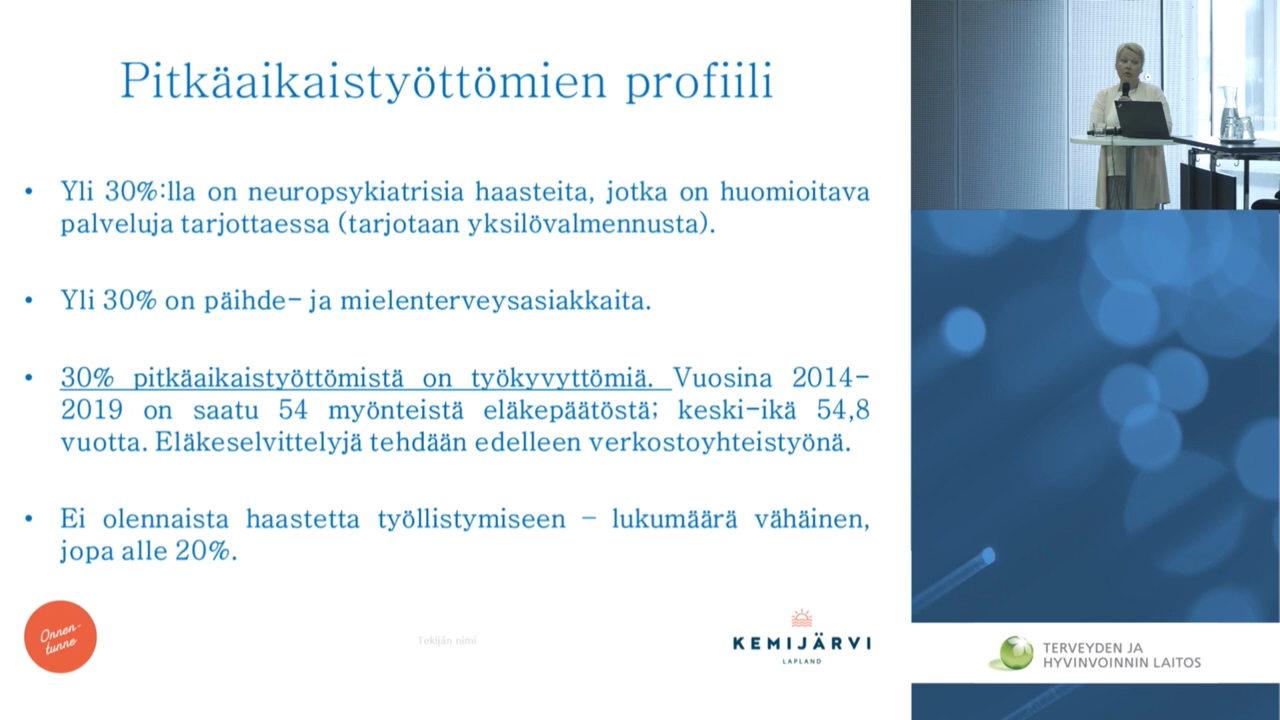 Pitkäaikaistyöttömien profiili
• Yli 30%:lla on neuropsykiatrisia haasteita, jotka on huomioitava
palveluja tarjottaessa (tarjotaan yksilövalmennusta).
• Yli 30% on päihde- ja mielenterveysasiakkaita.
• 30% pitkäaikaistyöttömistä on työkyvyttömiä. Vuosina 2014-
2019 on saatu 54 myönteistä eläkepäätöstä; keski-ikä 54,8
vuotta. Eläkeselvittelyjä tehdään edelleen verkostoyhteistyönä.
• Ei olennaista haastetta työllistymiseen - lukumäärä vähäinen,
jopa alle 20%.
Onnen-
tunne
Tekijän nimi
KEMIJÄRVI
LAPLAND
TERVEYDEN JA
HYVINVOINNIN LAITOS